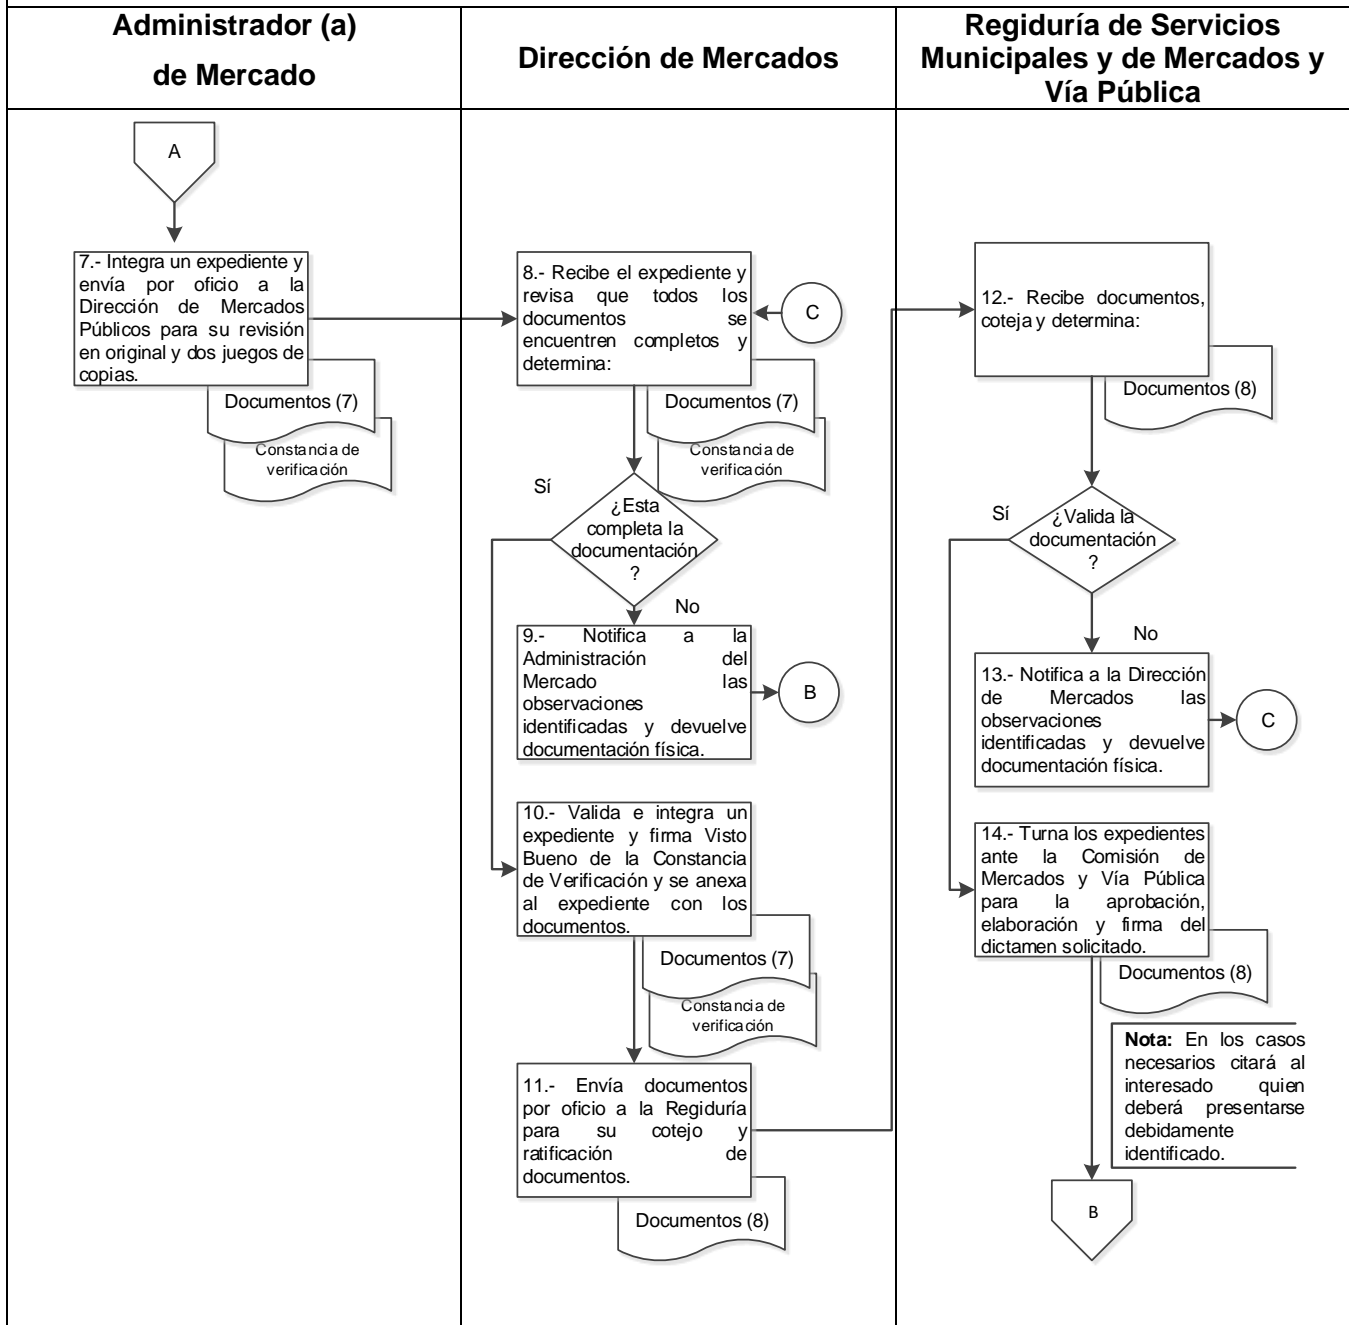 Administrador (a)
de Mercado
Dirección de Mercados
Regiduría de Servicios
Municipales y de Mercados y
Vía Pública
A
7.- Integra un expediente y
envía por oficio a la
Dirección de Mercados
Públicos para su revisión
en original y dos juegos de
copias.
Documentos (7)
Constancia de
verificación
8.- Recibe el expediente y
revisa que todos los
documentos se
encuentren completos y
determina:
C
Documentos (7)
Constancia de
verificación
Sí
¿Esta
completa la
documentación
?
No
9.- Notifica a la
Administración del
Mercado las
observaciones
identificadas y devuelve
documentación física.
B
10.- Valida e integra un
expediente y firma Visto
Bueno de la Constancia
de Verificación y se anexa
al expediente con los
documentos.
Documentos (7)
Constancia de
verificación
11.- Envía documentos
por oficio a la Regiduría
para su cotejo y
ratificación de
documentos.
Documentos (8)
12.- Recibe documentos,
coteja y determina:
Documentos (8)
Sí
¿Valida la
documentación
?
No
13.- Notifica a la Dirección
de Mercados las
observaciones
identificadas y devuelve
documentación física.
C
14.- Turna los expedientes
ante la Comisión de
Mercados y Vía Pública
para la aprobación,
elaboración y firma del
dictamen solicitado.
Documentos (8)
Nota: En los casos
necesarios citará al
interesado quien
deberá presentarse
debidamente
identificado.
B